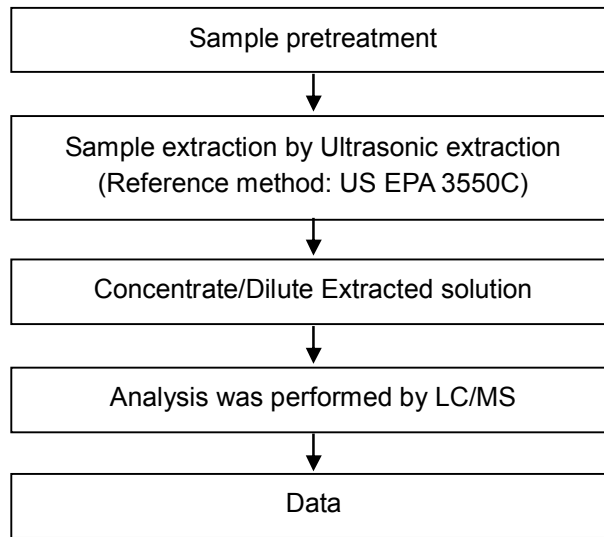 Sample pretreatment
Sample extraction by Ultrasonic extraction
(Reference method: US EPA 3550C)
Concentrate/Dilute Extracted solution
Analysis was performed by LC/MS
Data